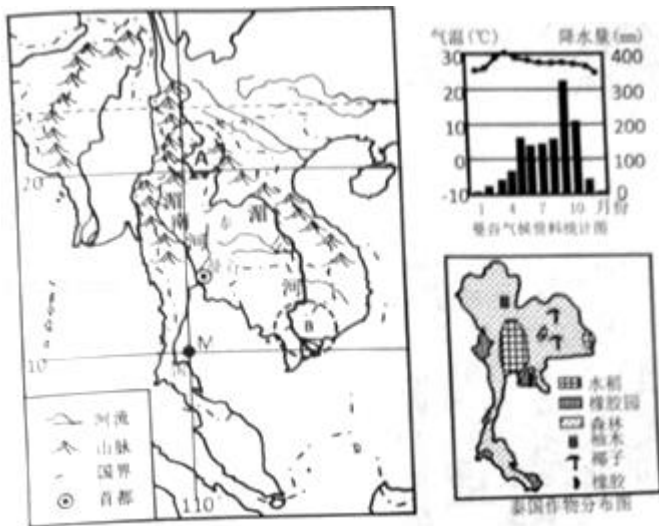 A
20
湄
南
河
泰
湄
河
B
M
10
110
河流
山脉
国界
首都
气温(℃)
降水量(mm)
30
20
10
0
-10
400
300
200
100
0
1 4 7 10 月份
曼谷气候资料统计图
水稻
橡胶园
森林
柚木
椰子
橡胶
泰国作物分布图